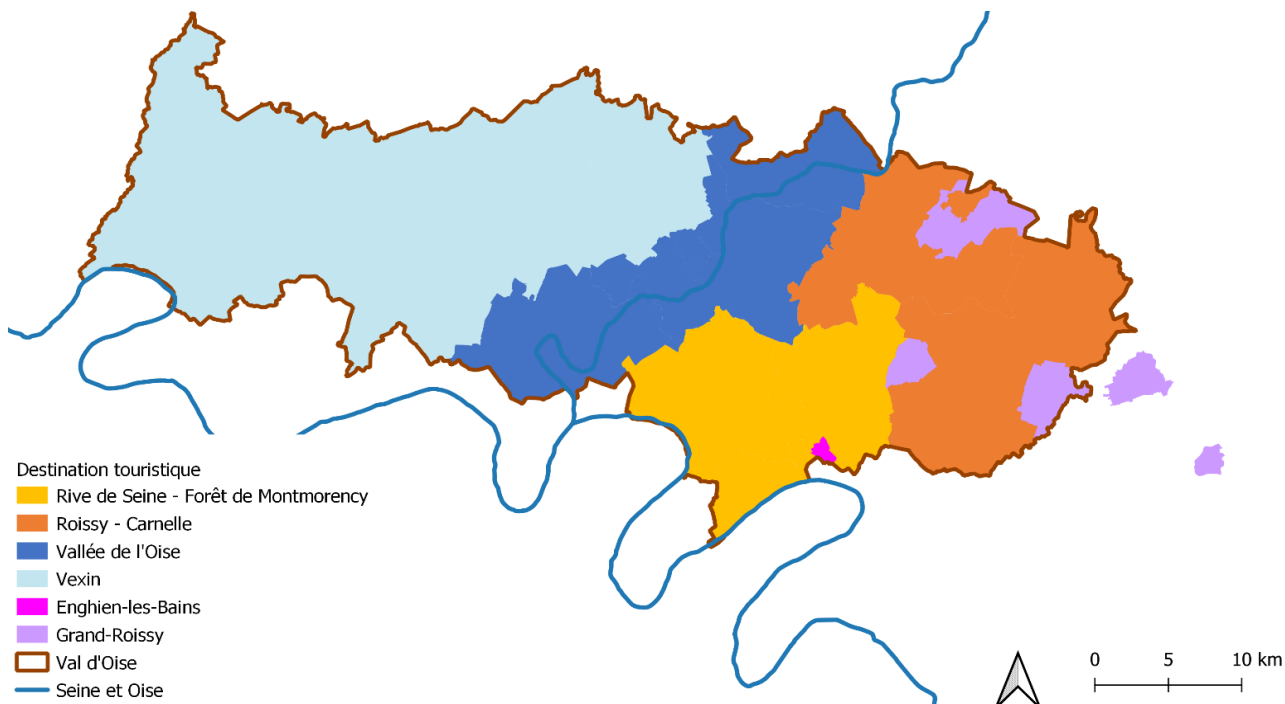 Destination touristique
Rive de Seine - Forêt de Montmorency
Roissy - Carnelle
Vallée de l'Oise
Vexin
Enghien-les-Bains
Grand-Roissy
Val d'Oise
Seine et Oise
0 5 10 km